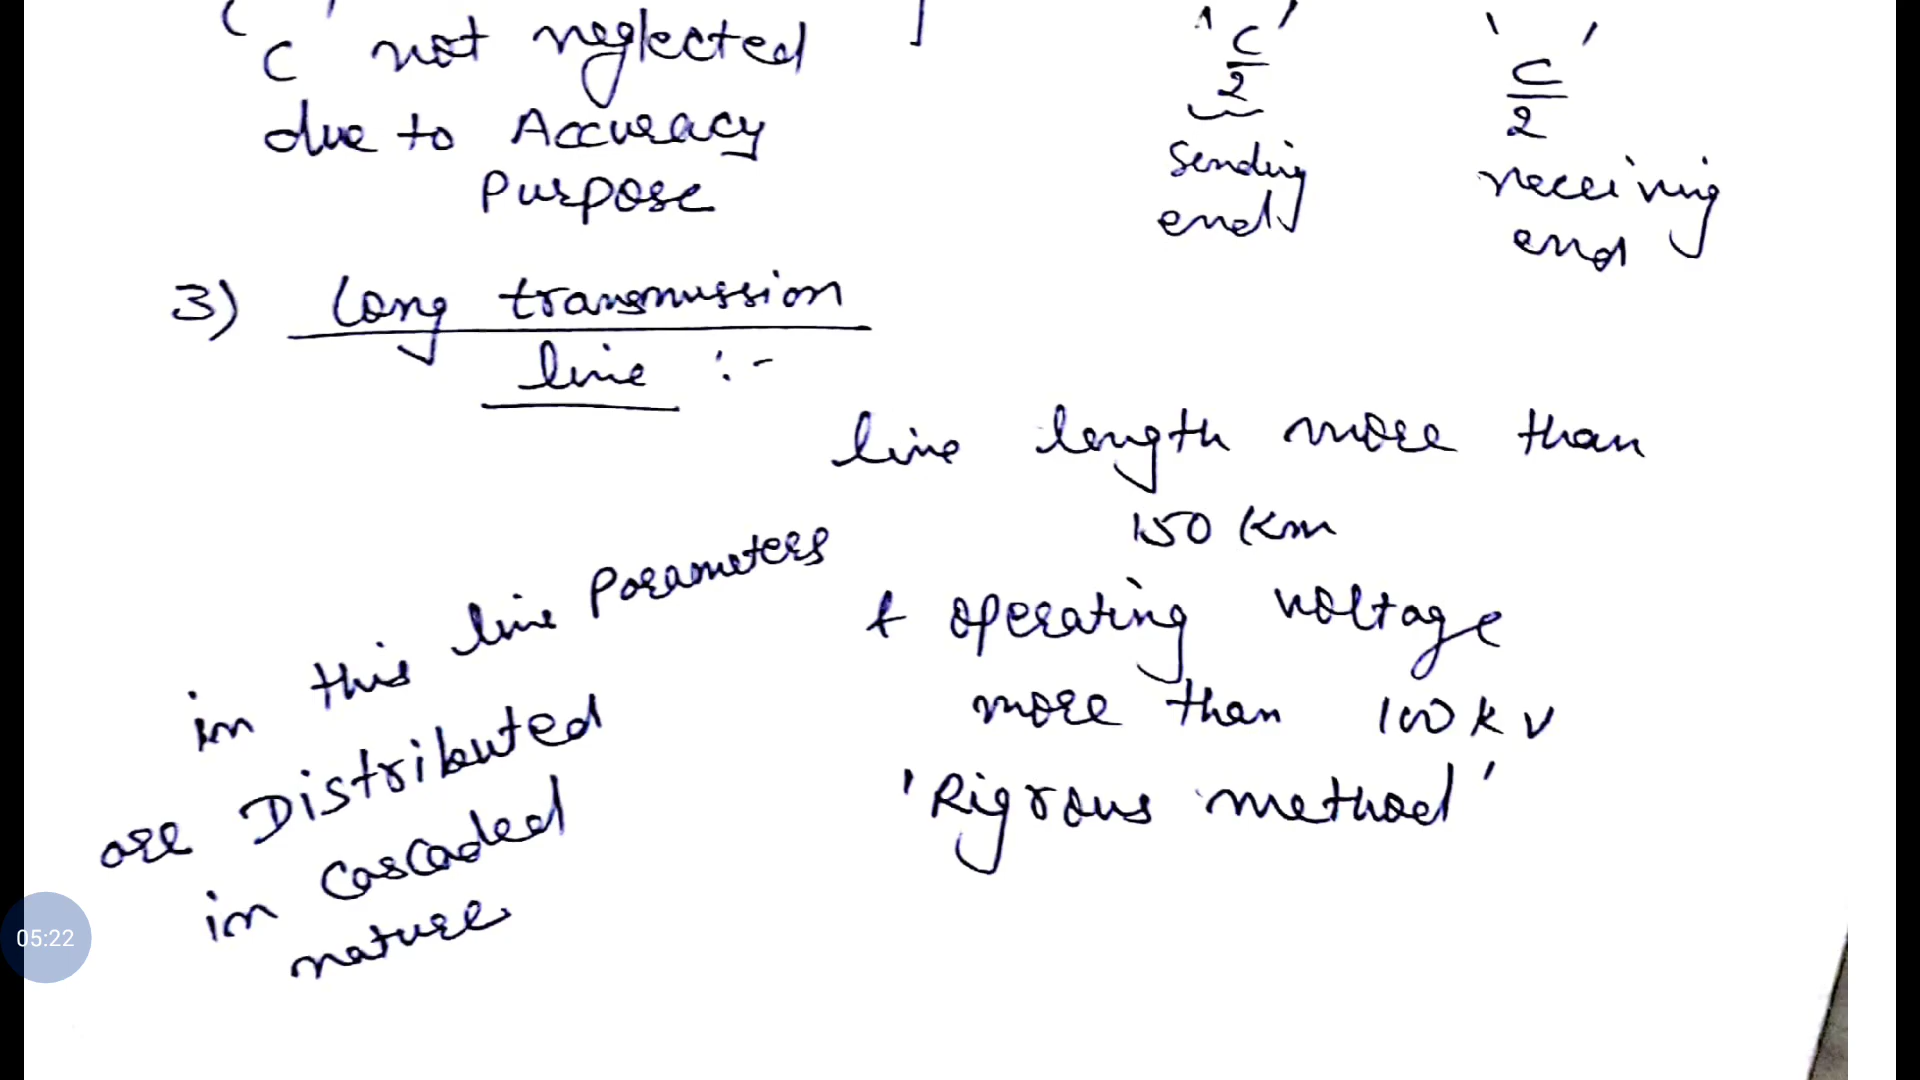 'C' not neglected
due to Accuracy
Purpose
'C/2'
Sending
end
'C/2'
receiving
end
3) Long transmission
line :-
line length more than
150 Km
& operating voltage
more than 100 k v
'Rigrous method'
in this line Parameters
are Distributed
in Cascaded
nature
05:22